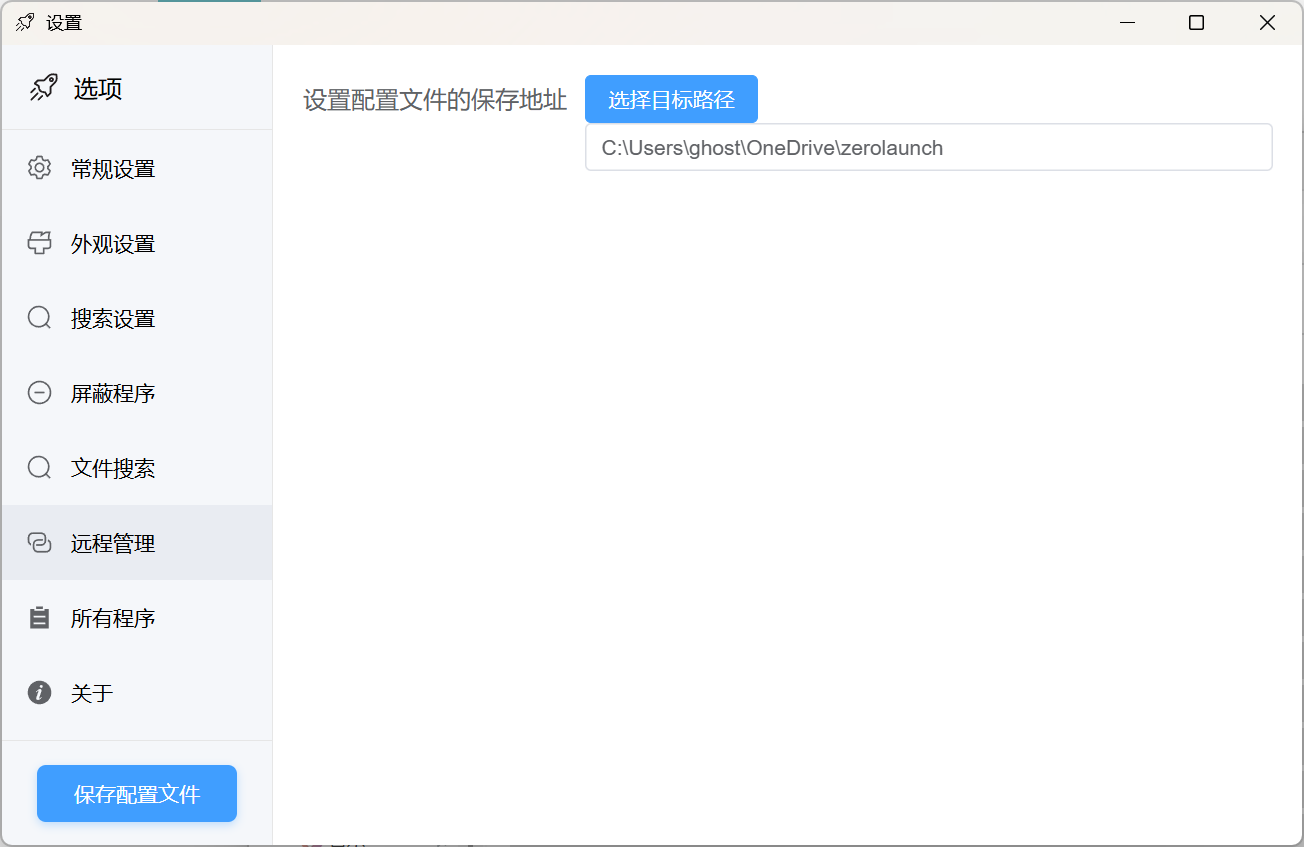 设置
选项
常规设置
外观设置
搜索设置
屏蔽程序
文件搜索
远程管理
所有程序
关于
保存配置文件
设置配置文件的保存地址
选择目标路径
C:\Users\ghost\OneDrive\zerolaunch